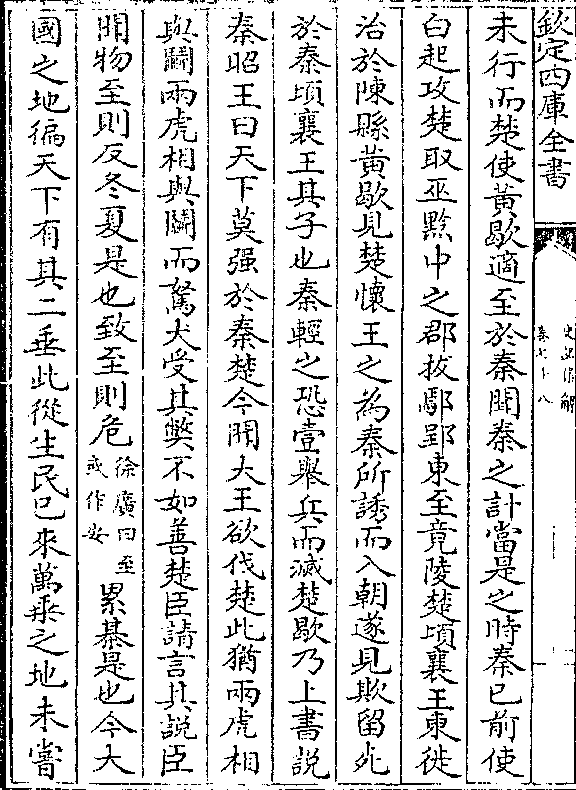 欽定四庫全書
史記集解
卷七十八
未行而楚使黃歇適至於秦聞秦之計當是之時秦已前使
白起攻楚取巫黔中之郡拔鄢郢東至竟陵楚頃襄王東徙
治於陳縣黃歇見楚懷王之為秦所誘而入朝遂見欺留死
於秦頃襄王其子也秦輕之恐壹舉兵而滅楚歇乃上書説
秦昭王曰天下莫强於秦楚今聞大王欲伐楚此猶兩虎相
與鬭兩虎相與鬭而駑犬受其獘不如善楚臣請言其説臣
聞物至則反冬夏是也致至則危徐廣曰至或作安累棊是也今大
國之地徧天下有其二垂此從生民已來萬乘之地未嘗